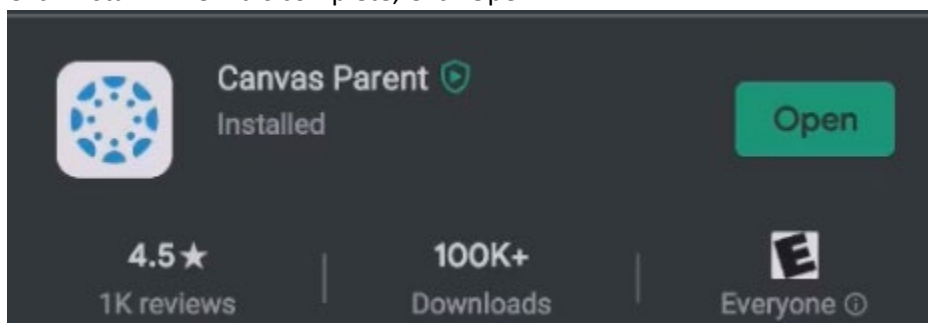 Canvas Parent
Installed
Open
4.5★
100K+
E
1K reviews
Downloads
Everyone